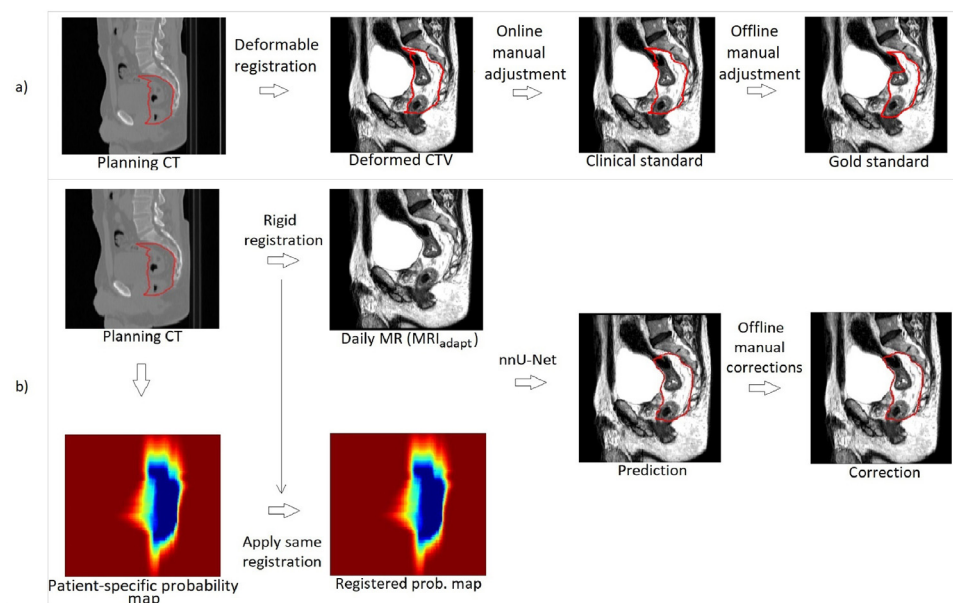 a)
Planning CT
Deformable
registration
Deformed CTV
Online
manual
adjustment
Clinical standard
Offline
manual
adjustment
Gold standard
b)
Planning CT
Rigid
registration
Daily MR (MRIadapt)
Patient-specific probability
map
Apply same
registration
Registered prob. map
nnU-Net
Prediction
Offline
manual
corrections
Correction